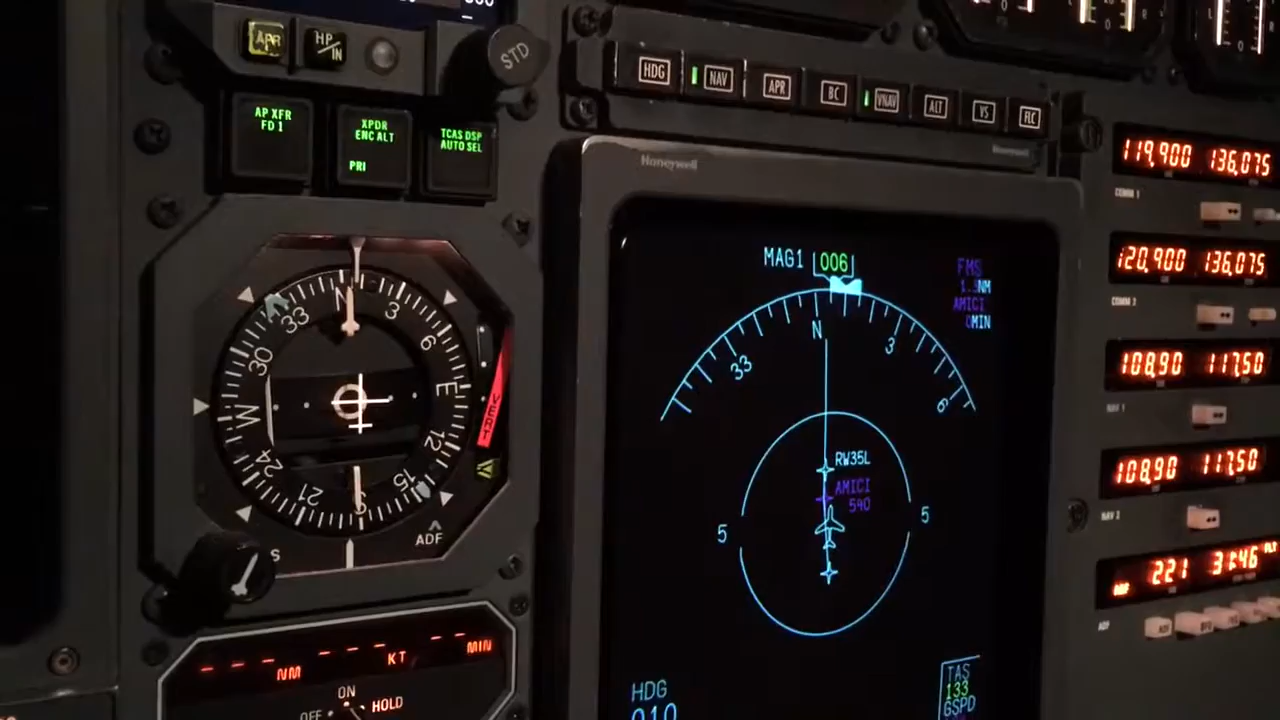 APR
HP/IN
STD
AP XFR
FD 1
XPDR
ENC ALT
PRI
TCAS DSP
AUTO SEL
HDG
NAV
APR
BC
VNAV
ALT
VS
FLC
Honeywell
Honeywell
MAG1
006
FMS
NM
AMICI
MIN
N
33
3
6
RW35L
AMICI
540
5
5
HDG
010
TAS
133
GSPD
N
3
6
E
12
15
S
21
24
W
30
33
VERT
ADF
S
NM
KT
MIN
ON
OFF
HOLD
119,900 136,075
COMM 1
120,900 136,075
COMM 2
108,90 117,50
NAV 1
108,90 117,50
NAV 2
221
ADF